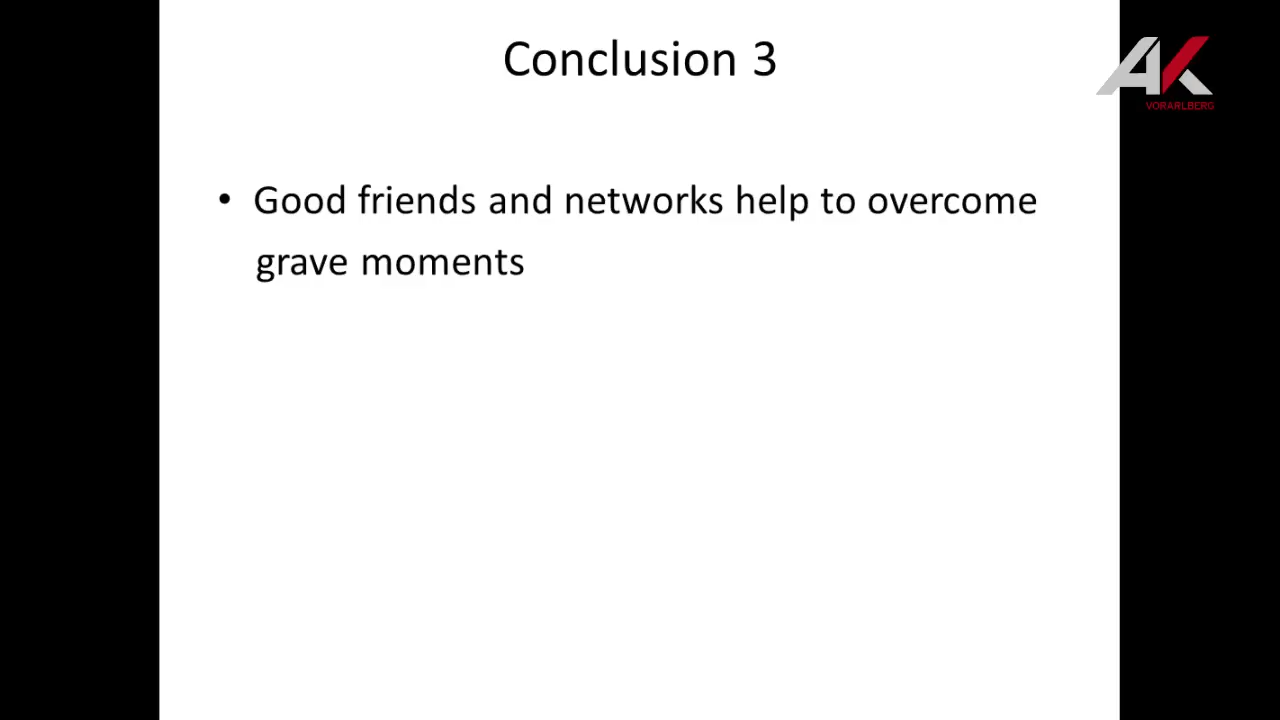 Conclusion 3
AK
VORARLBERG
• Good friends and networks help to overcome
grave moments